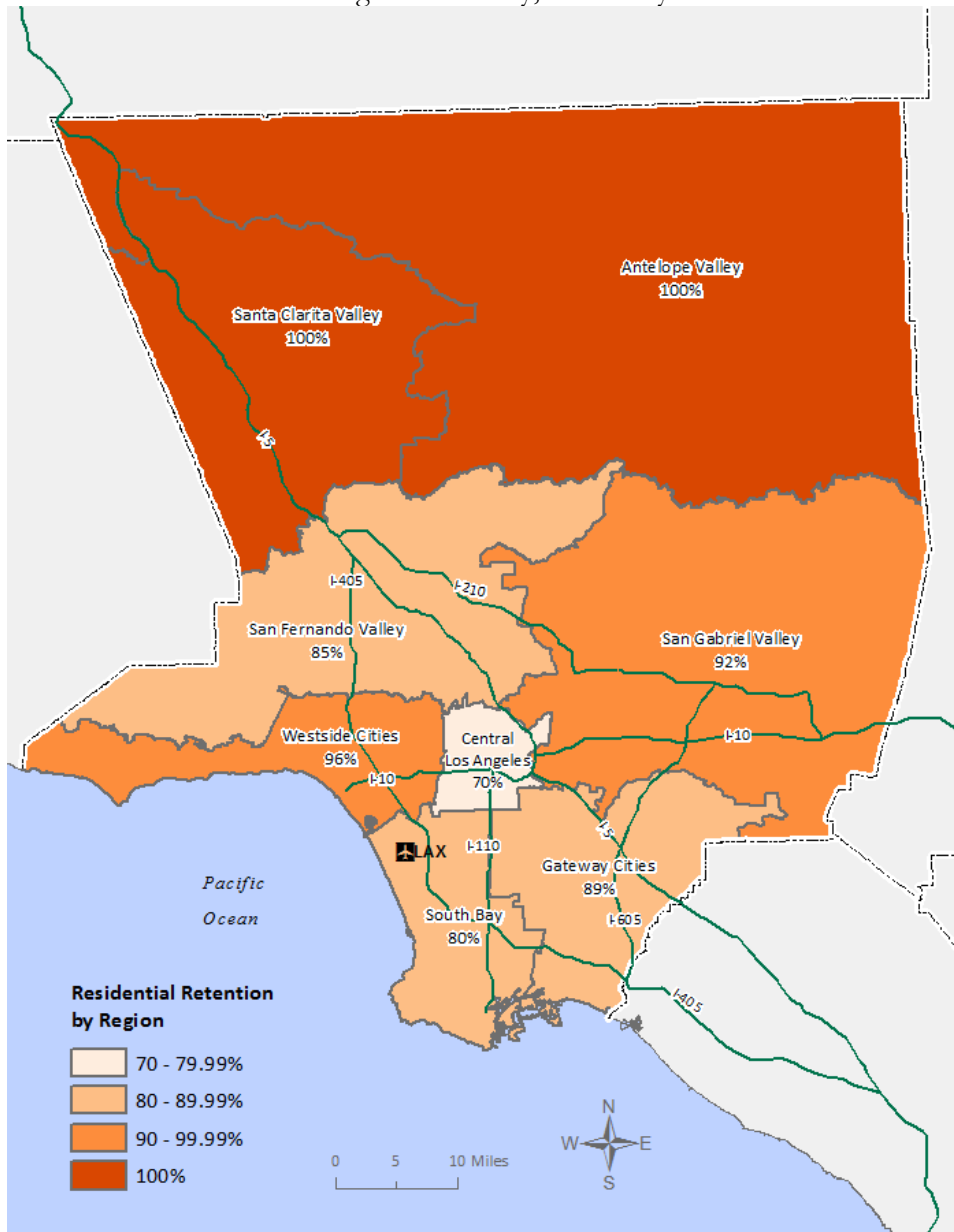 Antelope Valley
100%
Santa Clarita Valley
100%
I-5
I-405
I-210
San Fernando Valley
85%
San Gabriel Valley
92%
Westside Cities
96%
Central
Los Angeles
70%
I-10
I-10
I-5
I-110
LAX
Gateway Cities
89%
Pacific
Ocean
South Bay
80%
I-605
I-405
Residential Retention
by Region
70 - 79.99%
80 - 89.99%
90 - 99.99%
100%
0 5 10 Miles
N
W E
S